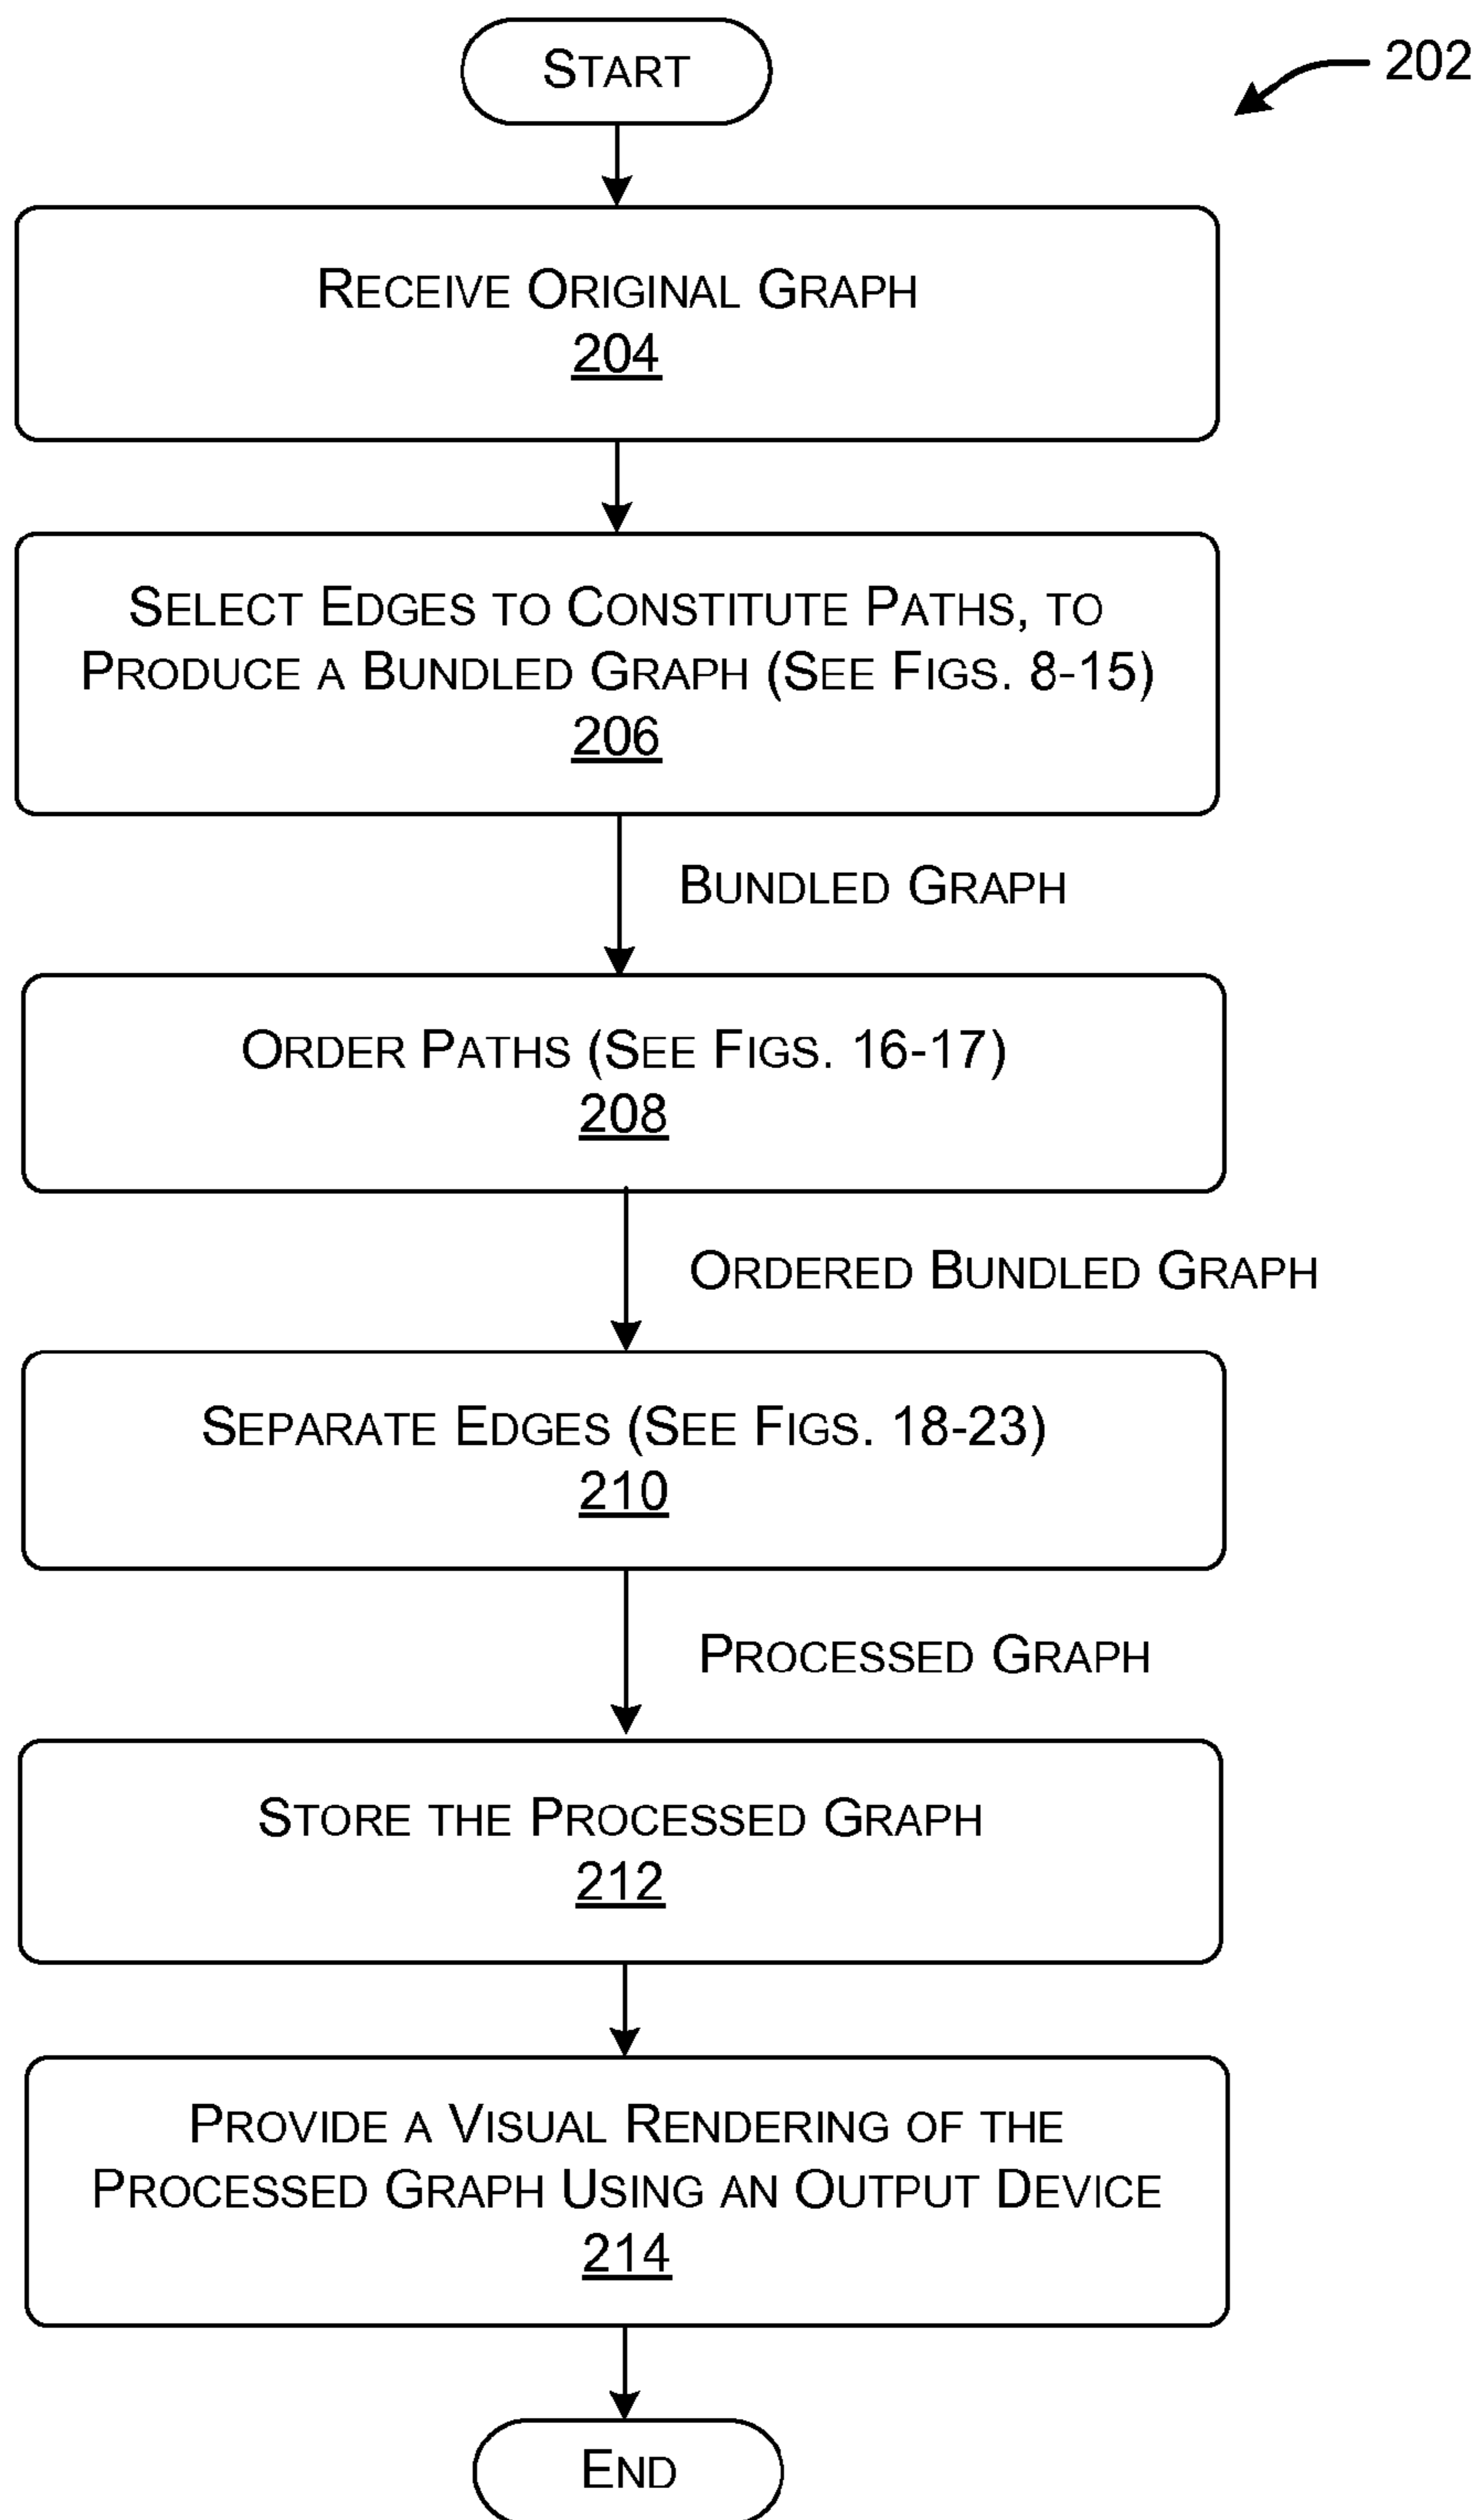 START
202
RECEIVE ORIGINAL GRAPH
204
SELECT EDGES TO CONSTITUTE PATHS, TO
PRODUCE A BUNDLED GRAPH (SEE FIGS. 8-15)
206
BUNDLED GRAPH
ORDER PATHS (SEE FIGS. 16-17)
208
ORDERED BUNDLED GRAPH
SEPARATE EDGES (SEE FIGS. 18-23)
210
PROCESSED GRAPH
STORE THE PROCESSED GRAPH
212
PROVIDE A VISUAL RENDERING OF THE
PROCESSED GRAPH USING AN OUTPUT DEVICE
214
END